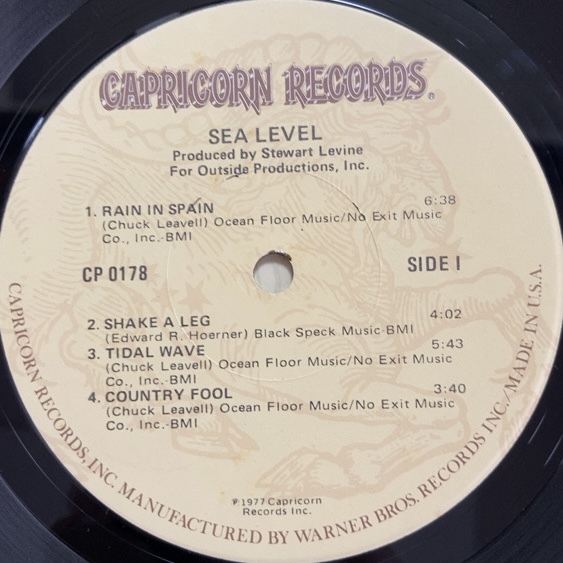 CAPRICORN RECORDS®
SEA LEVEL
Produced by Stewart Levine
For Outside Productions, Inc.
1. RAIN IN SPAIN 6:38
(Chuck Leavell) Ocean Floor Music/No Exit Music
Co., Inc.-BMI
CP 0178 SIDE I
2. SHAKE A LEG 4:02
(Edward R. Hoerner) Black Speck Music-BMI
3. TIDAL WAVE 5:43
(Chuck Leavell) Ocean Floor Music/No Exit Music
Co., Inc.-BMI
4. COUNTRY FOOL 3:40
(Chuck Leavell) Ocean Floor Music/No Exit Music
Co., Inc.-BMI
℗ 1977 Capricorn
Records Inc.
CAPRICORN RECORDS, INC. MANUFACTURED BY WARNER BROS. RECORDS INC./MADE IN U.S.A.